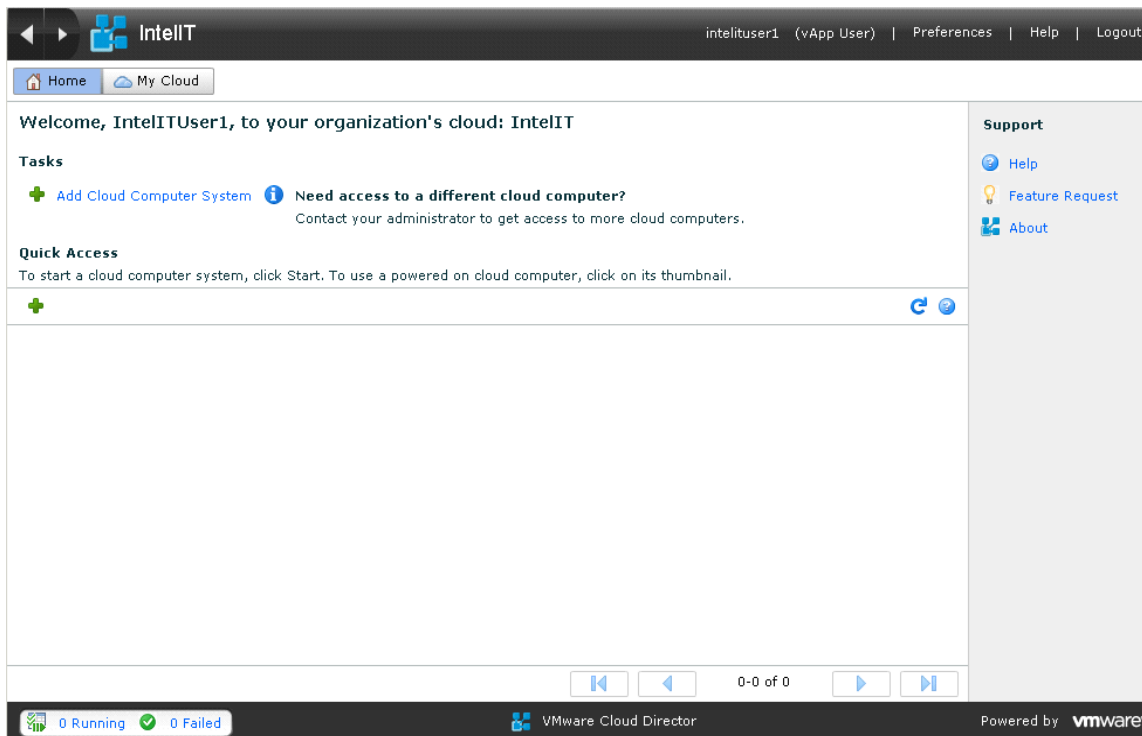 IntelIT
intelituser1 (vApp User) | Preferences | Help | Logout
Home
My Cloud
Welcome, IntelITUser1, to your organization's cloud: IntelIT
Tasks
Add Cloud Computer System
Need access to a different cloud computer?
Contact your administrator to get access to more cloud computers.
Quick Access
To start a cloud computer system, click Start. To use a powered on cloud computer, click on its thumbnail.
Support
Help
Feature Request
About
0-0 of 0
0 Running
0 Failed
VMware Cloud Director
Powered by vmware